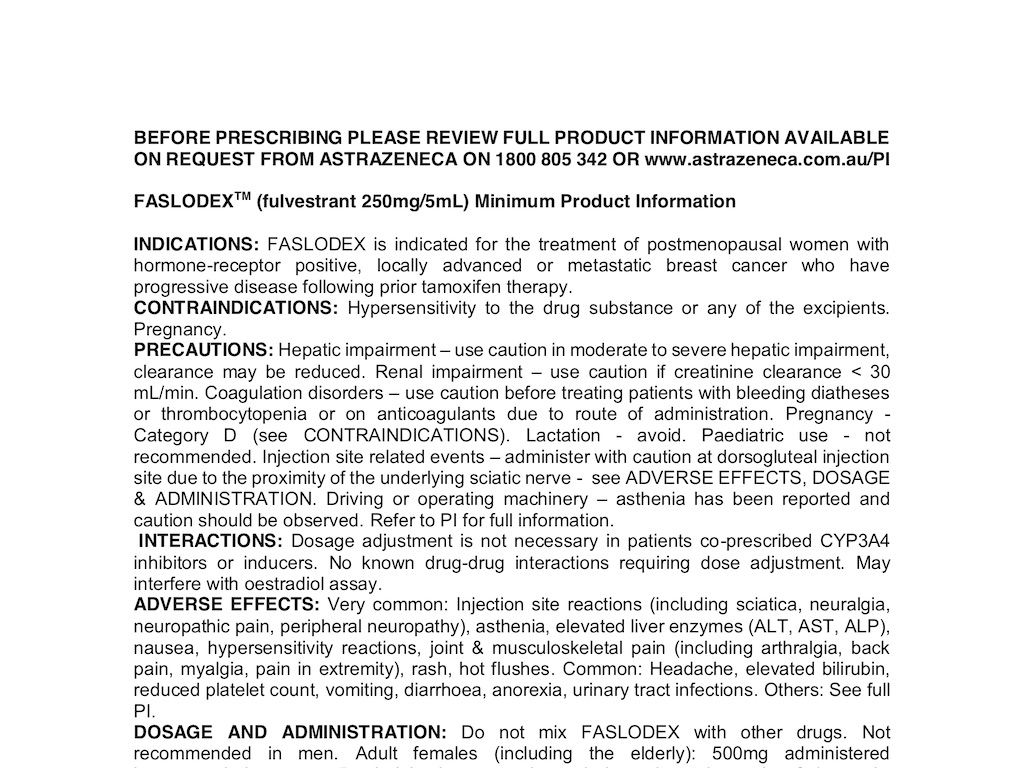 BEFORE PRESCRIBING PLEASE REVIEW FULL PRODUCT INFORMATION AVAILABLE
ON REQUEST FROM ASTRAZENECA ON 1800 805 342 OR www.astrazeneca.com.au/PI
FASLODEX™ (fulvestrant 250mg/5mL) Minimum Product Information
INDICATIONS: FASLODEX is indicated for the treatment of postmenopausal women with
hormone-receptor positive, locally advanced or metastatic breast cancer who have
progressive disease following prior tamoxifen therapy.
CONTRAINDICATIONS: Hypersensitivity to the drug substance or any of the excipients.
Pregnancy.
PRECAUTIONS: Hepatic impairment – use caution in moderate to severe hepatic impairment,
clearance may be reduced. Renal impairment – use caution if creatinine clearance < 30
mL/min. Coagulation disorders – use caution before treating patients with bleeding diatheses
or thrombocytopenia or on anticoagulants due to route of administration. Pregnancy -
Category D (see CONTRAINDICATIONS). Lactation - avoid. Paediatric use - not
recommended. Injection site related events – administer with caution at dorsogluteal injection
site due to the proximity of the underlying sciatic nerve - see ADVERSE EFFECTS, DOSAGE
& ADMINISTRATION. Driving or operating machinery – asthenia has been reported and
caution should be observed. Refer to PI for full information.
INTERACTIONS: Dosage adjustment is not necessary in patients co-prescribed CYP3A4
inhibitors or inducers. No known drug-drug interactions requiring dose adjustment. May
interfere with oestradiol assay.
ADVERSE EFFECTS: Very common: Injection site reactions (including sciatica, neuralgia,
neuropathic pain, peripheral neuropathy), asthenia, elevated liver enzymes (ALT, AST, ALP),
nausea, hypersensitivity reactions, joint & musculoskeletal pain (including arthralgia, back
pain, myalgia, pain in extremity), rash, hot flushes. Common: Headache, elevated bilirubin,
reduced platelet count, vomiting, diarrhoea, anorexia, urinary tract infections. Others: See full
PI.
DOSAGE AND ADMINISTRATION: Do not mix FASLODEX with other drugs. Not
recommended in men. Adult females (including the elderly): 500mg administered